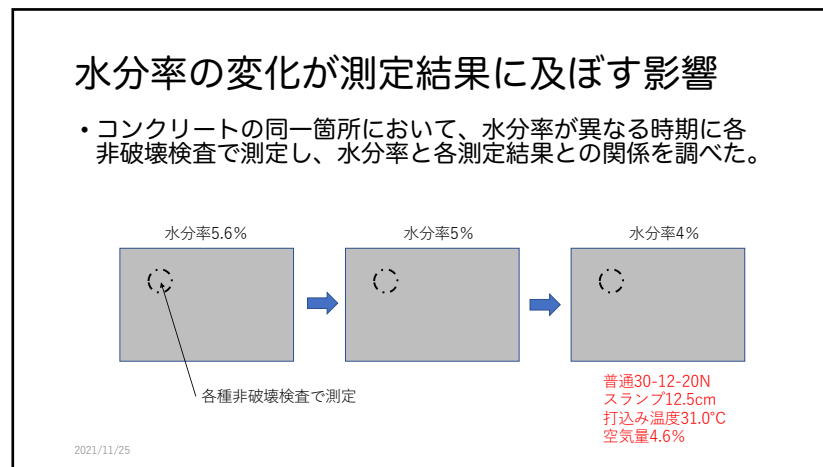 水分率の変化が測定結果に及ぼす影響
• コンクリートの同一箇所において、水分率が異なる時期に各
非破壊検査で測定し、水分率と各測定結果との関係を調べた。
水分率5.6%
水分率5%
水分率4%
各種非破壊検査で測定
普通30-12-20N
スランプ12.5cm
打込み温度31.0℃
空気量4.6%
2021/11/25